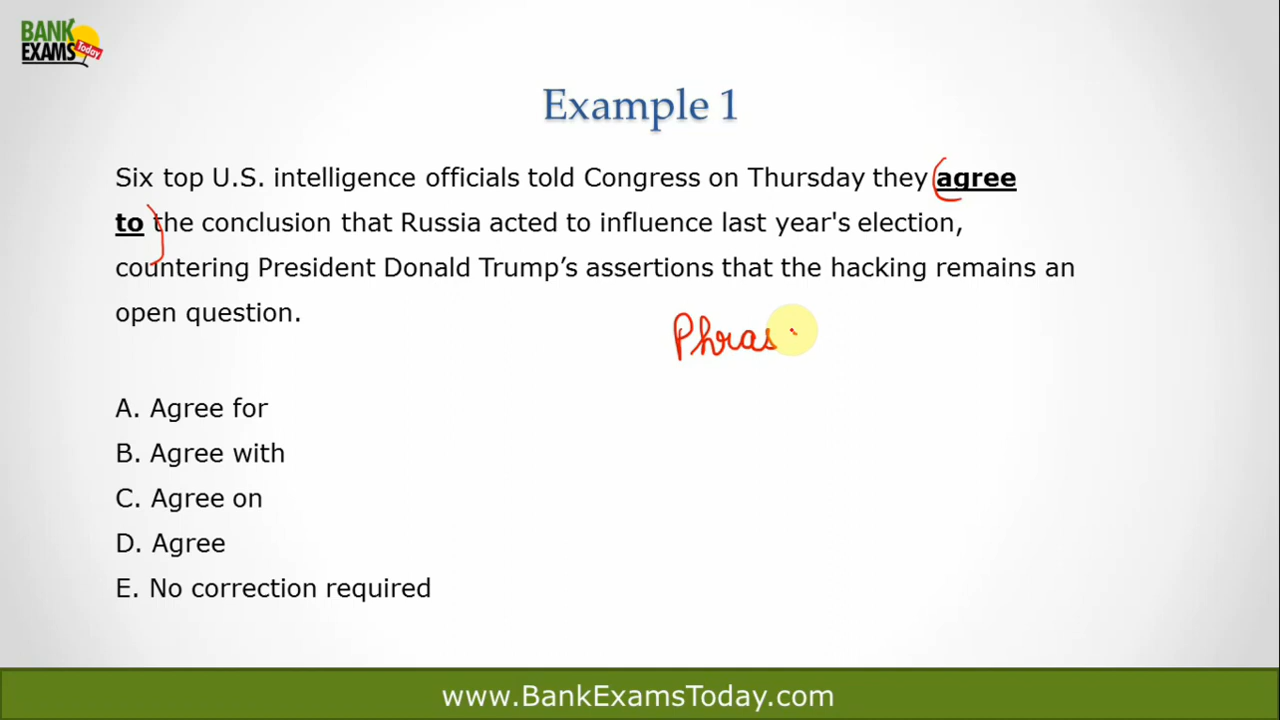 BANK
EXAMS Today
Example 1
Six top U.S. intelligence officials told Congress on Thursday they agree
to the conclusion that Russia acted to influence last year's election,
countering President Donald Trump’s assertions that the hacking remains an
open question.
Phras
A. Agree for
B. Agree with
C. Agree on
D. Agree
E. No correction required
www.BankExamsToday.com